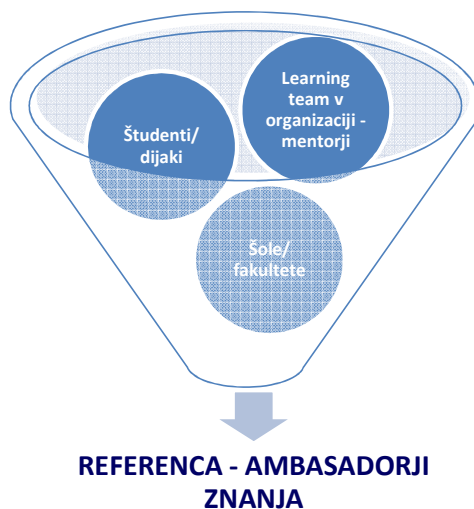 Learning
team v
organizaciji -
mentorji
Študenti/
dijaki
Šole/
fakultete
REFERENCA - AMBASADORJI
ZNANJA